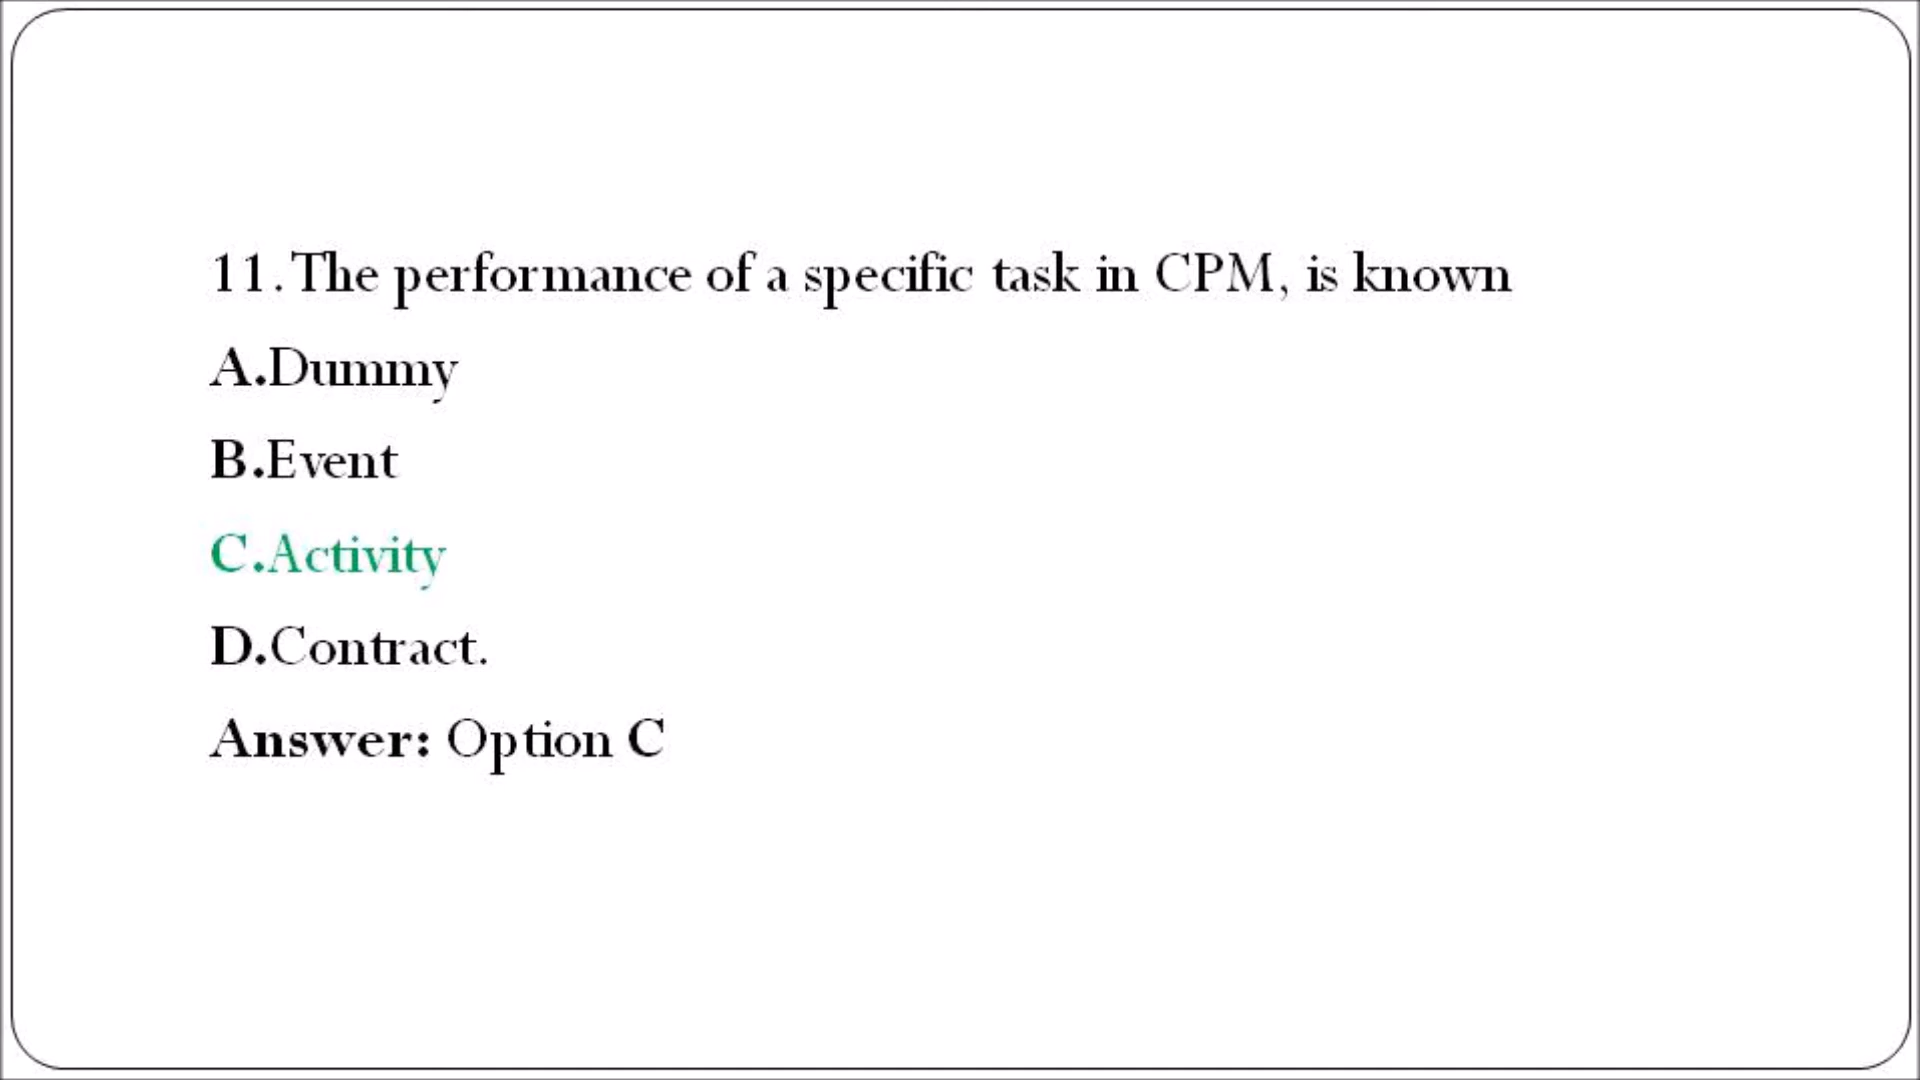 11. The performance of a specific task in CPM, is known
A.Dummy
B.Event
C.Activity
D.Contract.
Answer: Option C